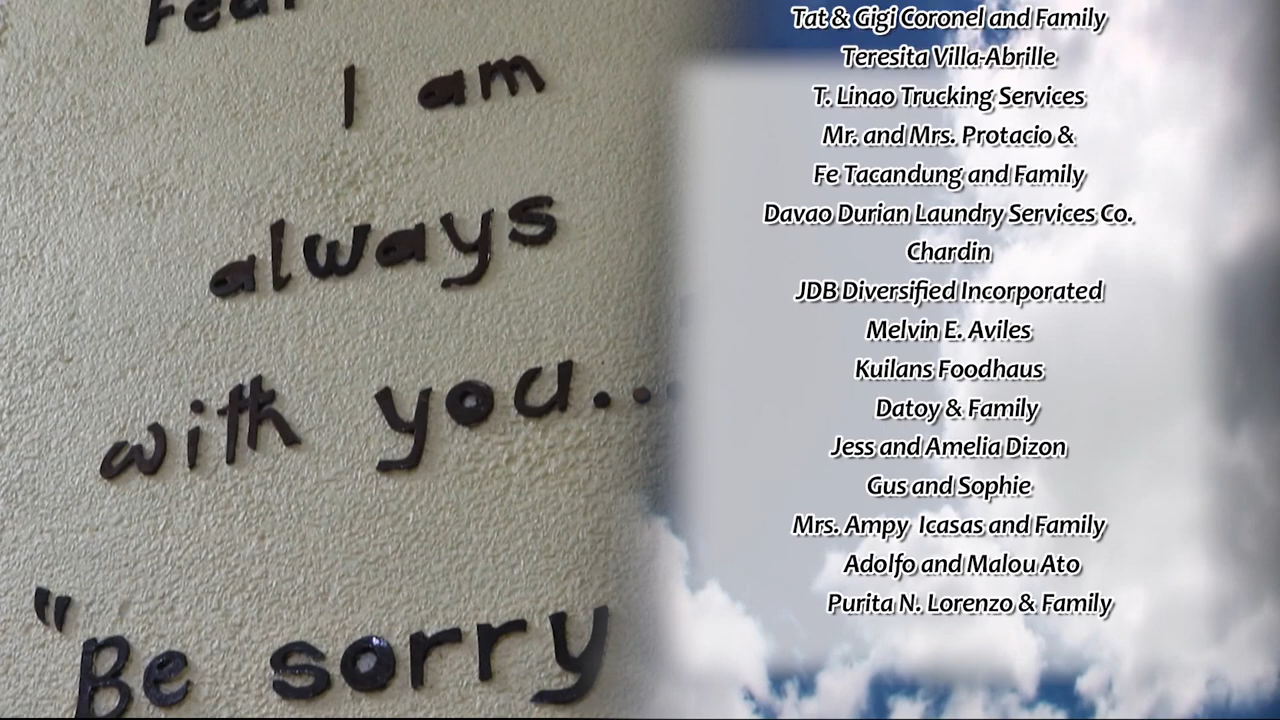 Fear
I am
always
with you...
"Be sorry
Tat & Gigi Coronel and Family
Teresita Villa-Abrille
T. Linao Trucking Services
Mr. and Mrs. Protacio &
Fe Tacandung and Family
Davao Durian Laundry Services Co.
Chardin
JDB Diversified Incorporated
Melvin E. Aviles
Kuilans Foodhaus
Datoy & Family
Jess and Amelia Dizon
Gus and Sophie
Mrs. Ampy Icasas and Family
Adolfo and Malou Ato
Purita N. Lorenzo & Family